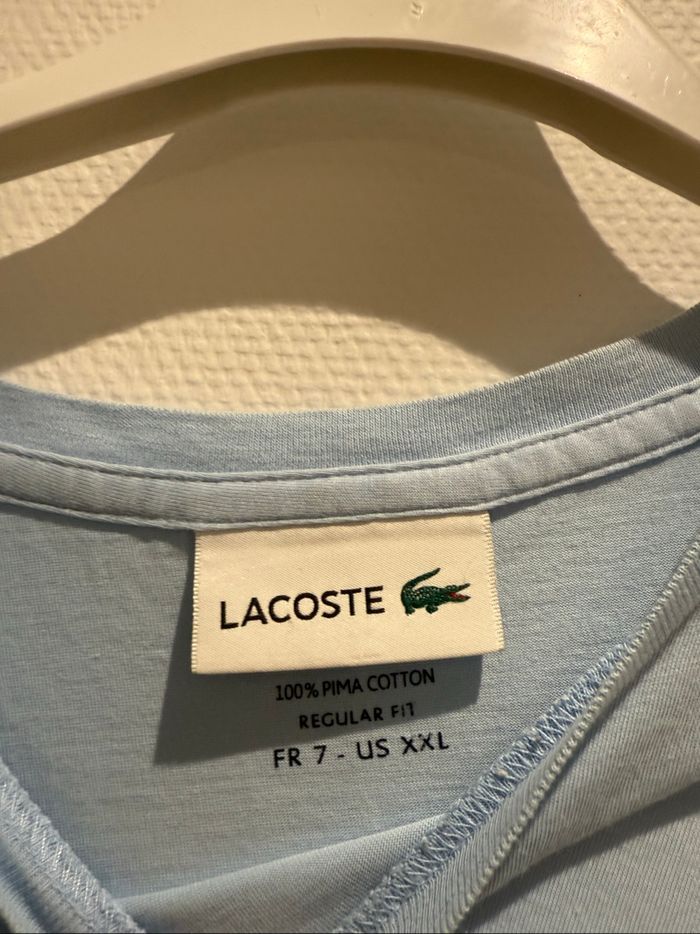 LACOSTE
100% PIMA COTTON
REGULAR FIT
FR 7 - US XXL